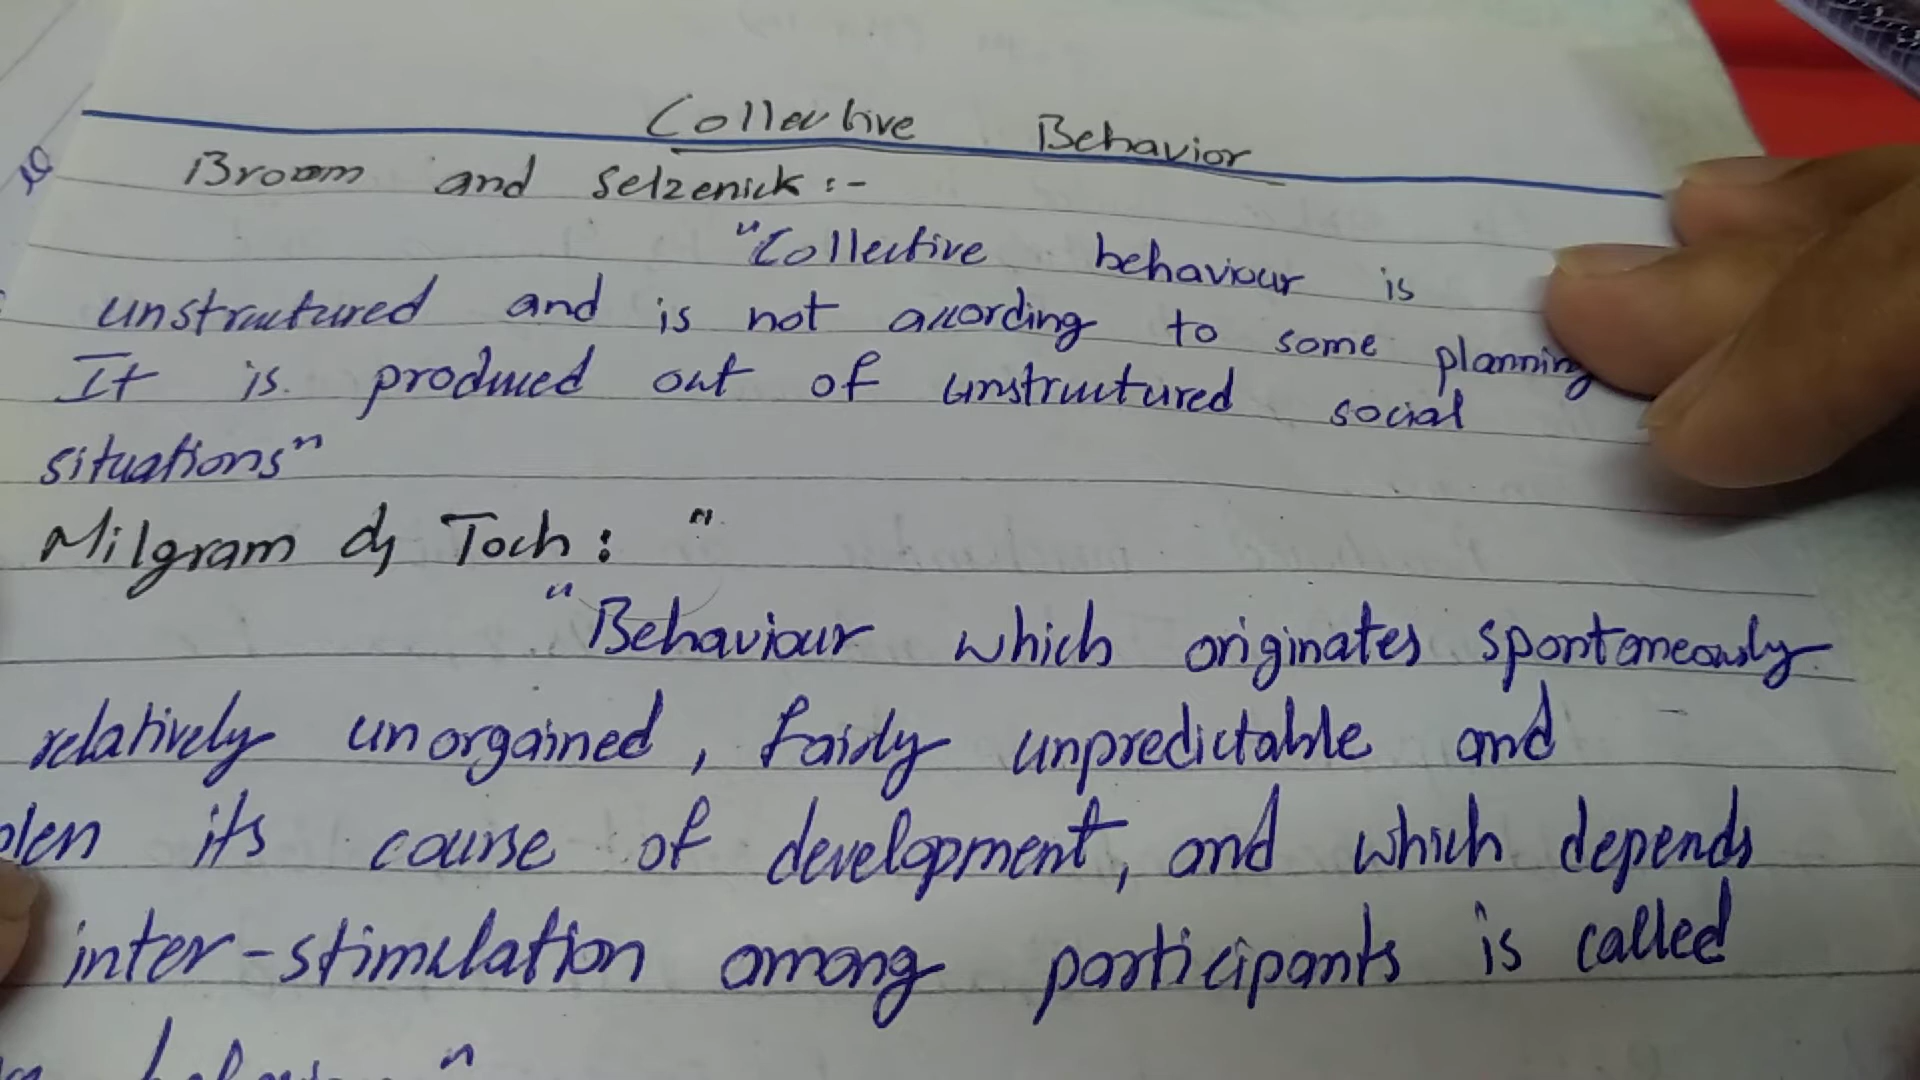 Collective Behavior
Broom and Selzenick :-
"Collective behaviour is
unstructured and is not acording to some planning
It is produced out of unstructured social
situations"
Milgram & Toch : "
"Behaviour which originates spontaneously
relatively unorgained, fairly unpredictable and
its course of development, and which depends
inter-stimulation among participants is called